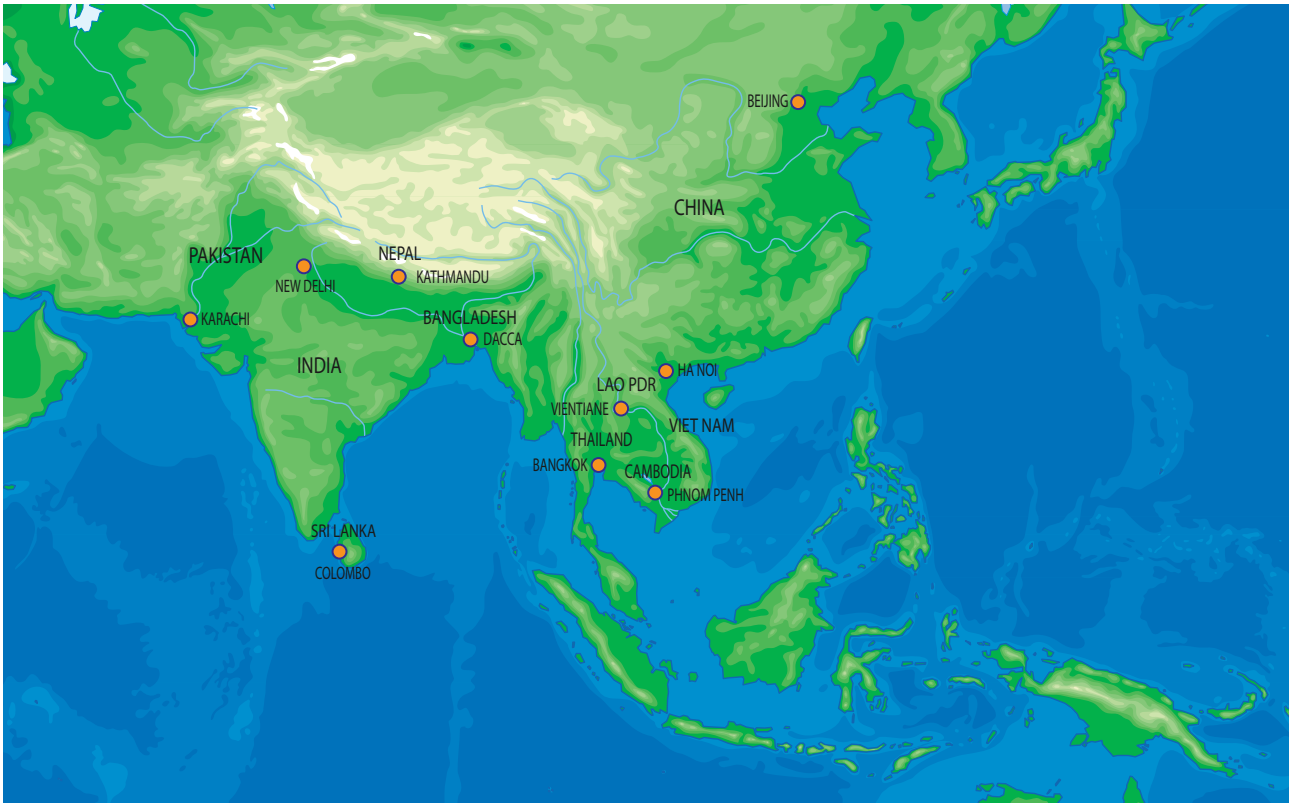 BEIJING
CHINA
PAKISTAN
NEPAL
NEW DELHI
KATHMANDU
KARACHI
BANGLADESH
DACCA
INDIA
HA NOI
LAO PDR
VIENTIANE
VIET NAM
THAILAND
BANGKOK
CAMBODIA
PHNOM PENH
SRI LANKA
COLOMBO